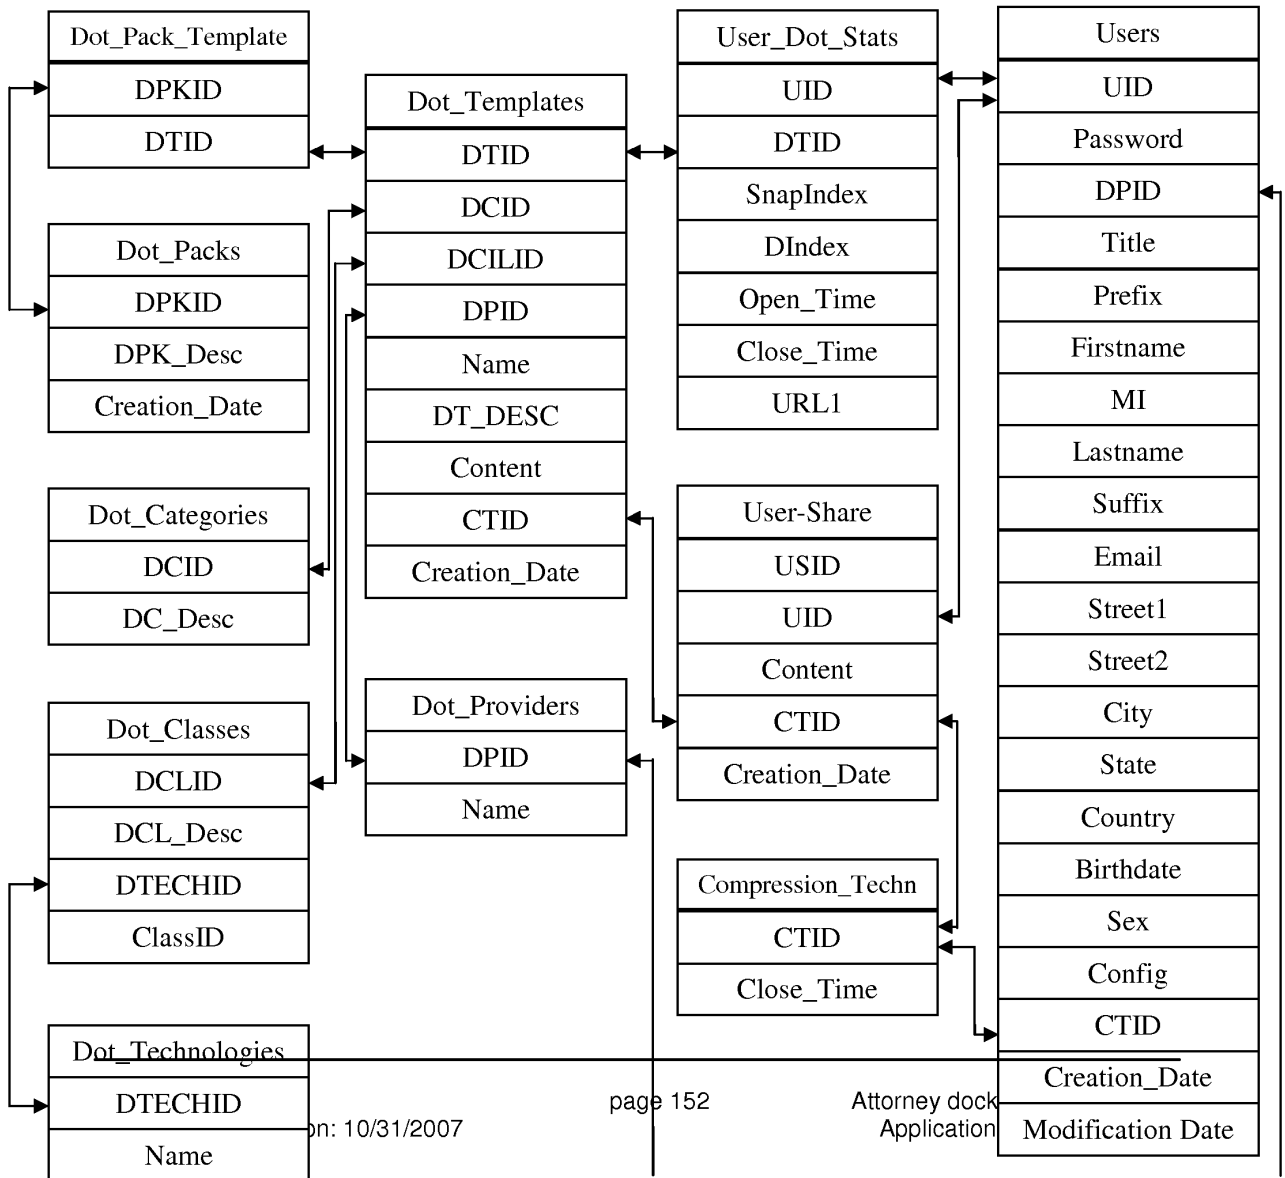 Dot_Pack_Template
DPKID
DTID
Dot_Packs
DPKID
DPK_Desc
Creation_Date
Dot_Categories
DCID
DC_Desc
Dot_Classes
DCLID
DCL_Desc
DTECHID
ClassID
Dot_Technologies
DTECHID
Name
Dot_Templates
DTID
DCID
DCILID
DPID
Name
DT_DESC
Content
CTID
Creation_Date
Dot_Providers
DPID
Name
User_Dot_Stats
UID
DTID
SnapIndex
DIndex
Open_Time
Close_Time
URL1
User-Share
USID
UID
Content
CTID
Creation_Date
Compression_Techn
CTID
Close_Time
Users
UID
Password
DPID
Title
Prefix
Firstname
MI
Lastname
Suffix
Email
Street1
Street2
City
State
Country
Birthdate
Sex
Config
CTID
Creation_Date
Modification Date
page 152
Attorney dock
on: 10/31/2007
Application